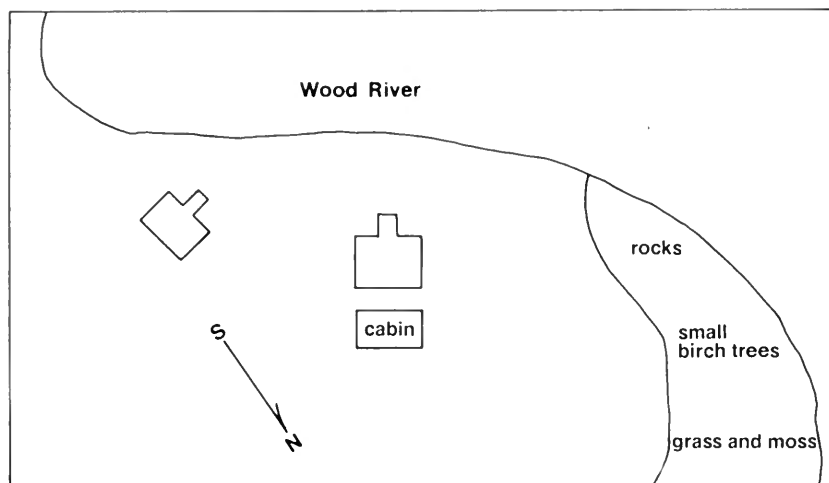 Wood River
rocks
cabin
small
birch trees
S
N
grass and moss